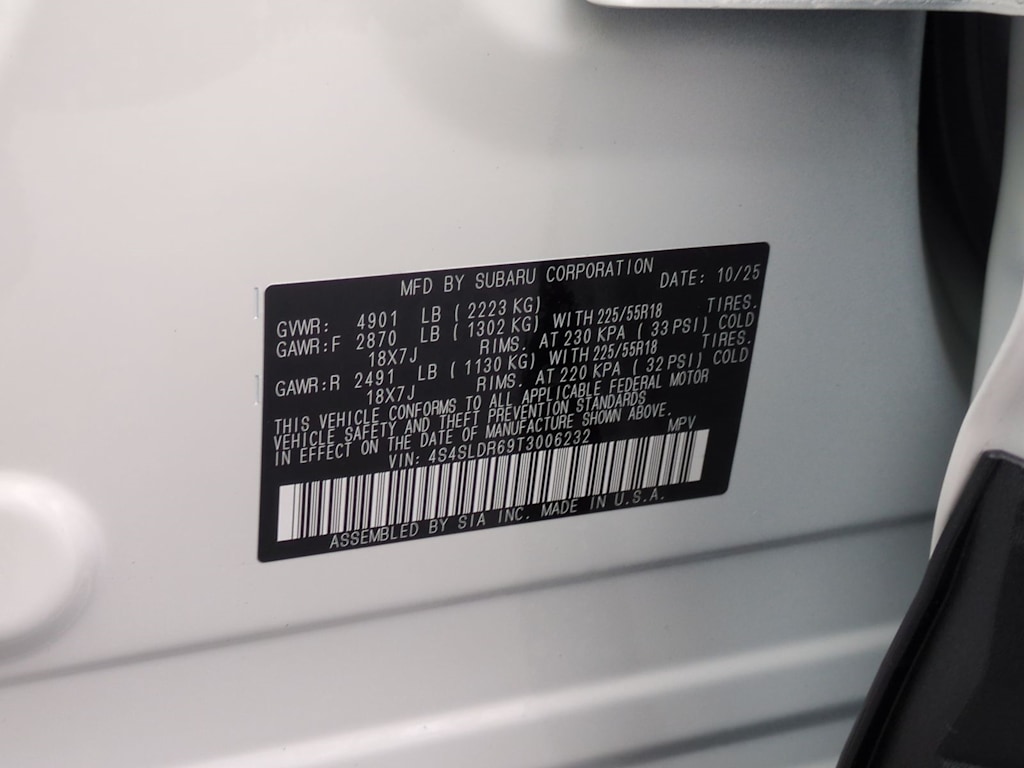 MFD BY SUBARU CORPORATION DATE: 10/25
GVWR: 4901 LB ( 2223 KG)
GAWR:F 2870 LB ( 1302 KG) WITH 225/55R18 TIRES.
18X7J RIMS. AT 230 KPA ( 33 PSI) COLD
GAWR:R 2491 LB ( 1130 KG) WITH 225/55R18 TIRES.
18X7J RIMS. AT 220 KPA ( 32 PSI) COLD
THIS VEHICLE CONFORMS TO ALL APPLICABLE FEDERAL MOTOR
VEHICLE SAFETY AND THEFT PREVENTION STANDARDS
IN EFFECT ON THE DATE OF MANUFACTURE SHOWN ABOVE.
VIN: 4S4SLDR69T3006232 MPV
ASSEMBLED BY SIA INC. MADE IN U.S.A.